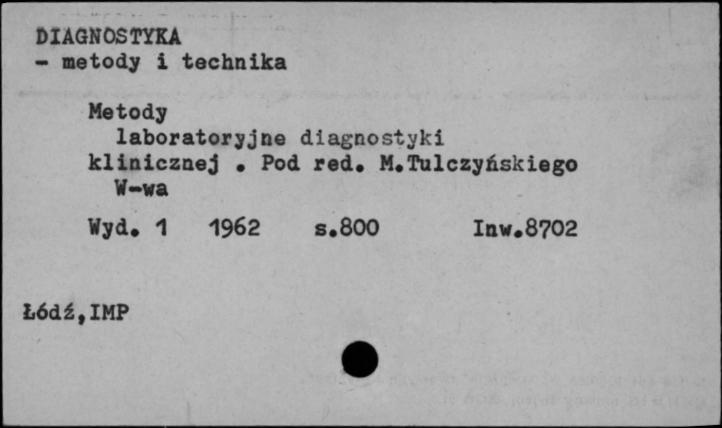 DIAGNOSTYKA
- metody i technika
Metody
laboratoryjne diagnostyki
klinicznej . Pod red. M.Tulczyńskiego
W-wa
Wyd. 1 1962 s.800 Inw.8702
Łódź,IMP